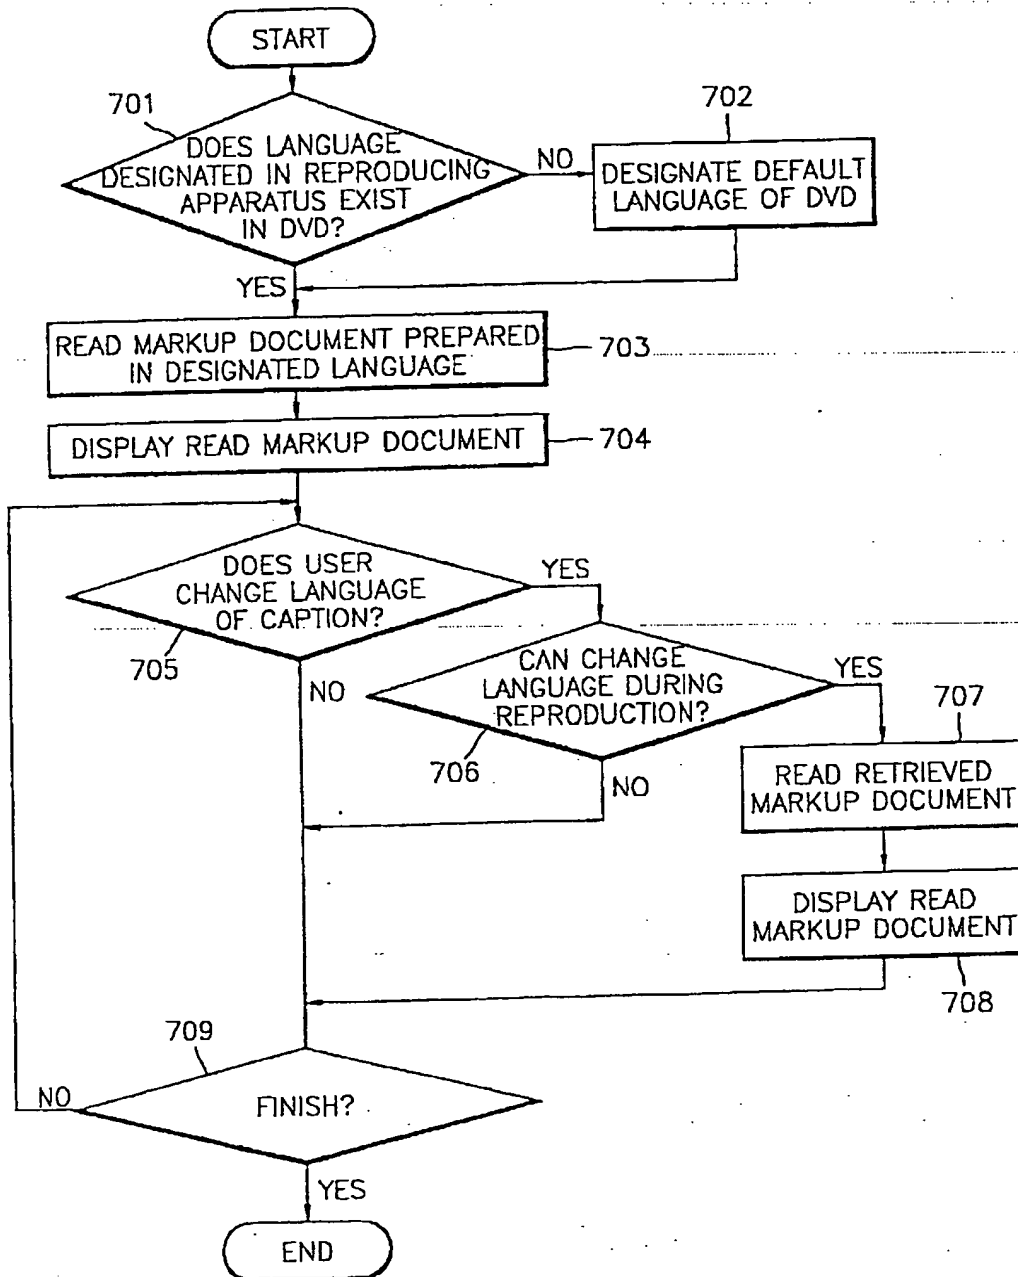 START
701
DOES LANGUAGE
DESIGNATED IN REPRODUCING
APPARATUS EXIST
IN DVD?
NO
702
DESIGNATE DEFAULT
LANGUAGE OF DVD
YES
READ MARKUP DOCUMENT PREPARED
IN DESIGNATED LANGUAGE
703
DISPLAY READ MARKUP DOCUMENT
704
DOES USER
CHANGE LANGUAGE
OF CAPTION?
705
YES
NO
CAN CHANGE
LANGUAGE DURING
REPRODUCTION?
706
YES
NO
707
READ RETRIEVED
MARKUP DOCUMENT
DISPLAY READ
MARKUP DOCUMENT
708
709
NO
FINISH?
YES
END